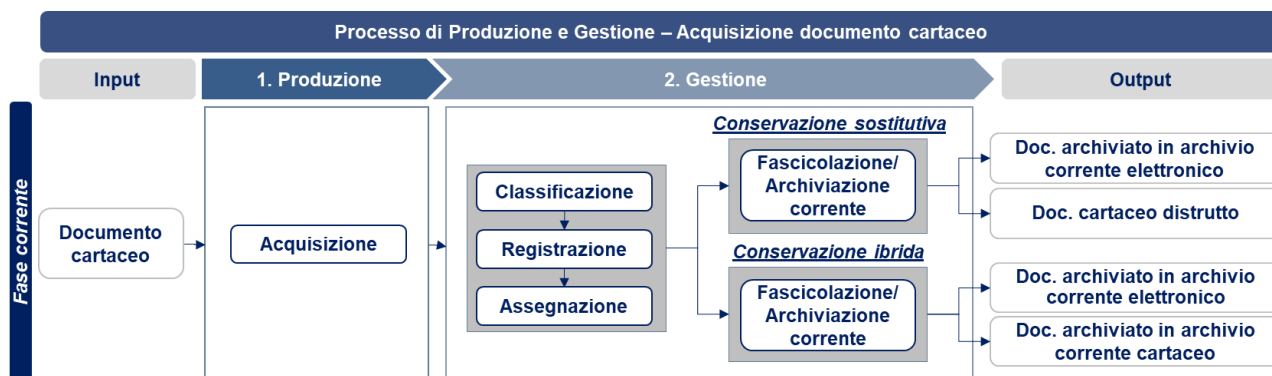 Processo di Produzione e Gestione – Acquisizione documento cartaceo
Input
1. Produzione
2. Gestione
Output
Fase corrente
Documento
cartaceo
Acquisizione
Classificazione
Registrazione
Assegnazione
Conservazione sostitutiva
Fascicolazione/
Archiviazione
corrente
Conservazione ibrida
Fascicolazione/
Archiviazione
corrente
Doc. archiviato in archivio
corrente elettronico
Doc. cartaceo distrutto
Doc. archiviato in archivio
corrente elettronico
Doc. archiviato in archivio
corrente cartaceo